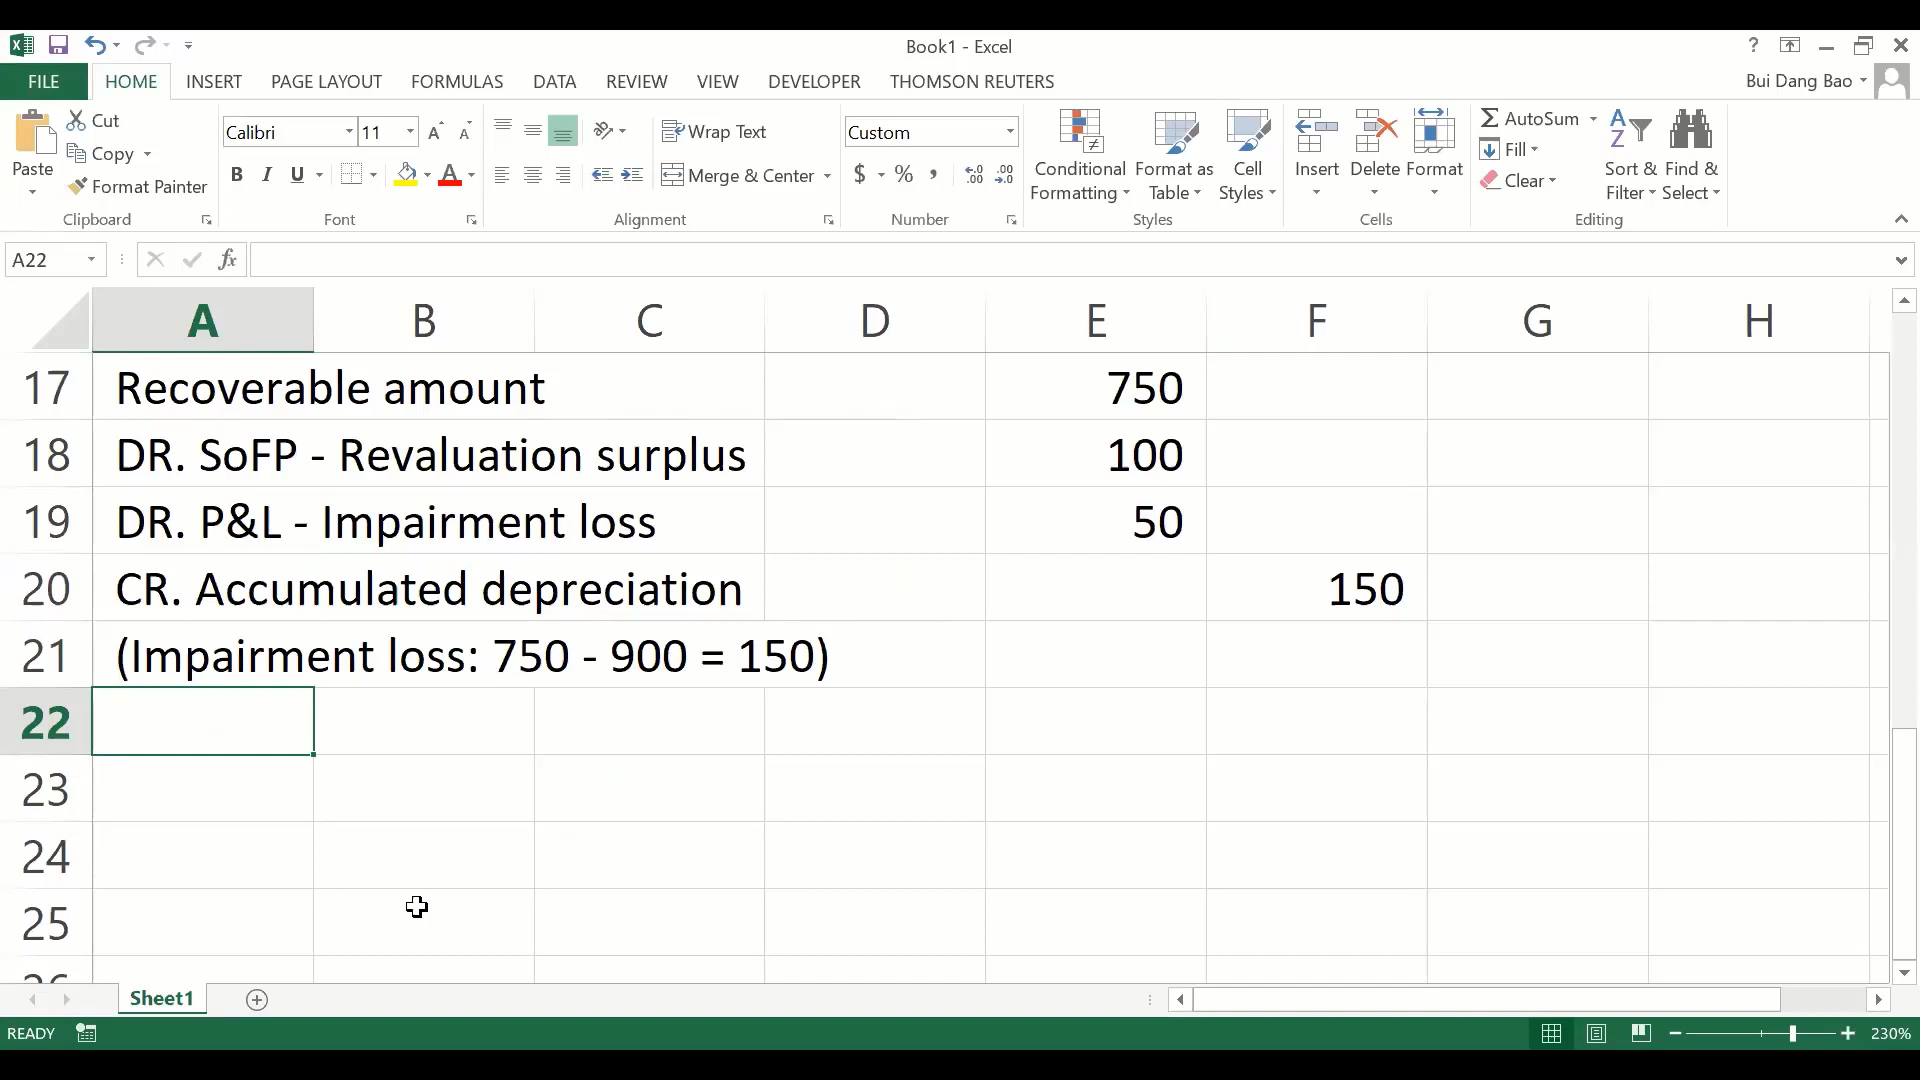 Book1 - Excel
?
FILE HOME INSERT PAGE LAYOUT FORMULAS DATA REVIEW VIEW DEVELOPER THOMSON REUTERS Bui Dang Bao
Paste
Cut
Copy
Format Painter
Clipboard
Calibri 11
A A
B I U A
Font
Wrap Text
Merge & Center
Alignment
Custom
$ % ,
Number
Conditional Formatting
Format as Table
Cell Styles
Styles
Insert Delete Format
Cells
AutoSum
Fill
Clear
Sort & Filter
Find & Select
Editing
A22 fx
A B C D E F G H
17 Recoverable amount 750
18 DR. SoFP - Revaluation surplus 100
19 DR. P&L - Impairment loss 50
20 CR. Accumulated depreciation 150
21 (Impairment loss: 750 - 900 = 150)
22
23
24
25
Sheet1
READY 230%